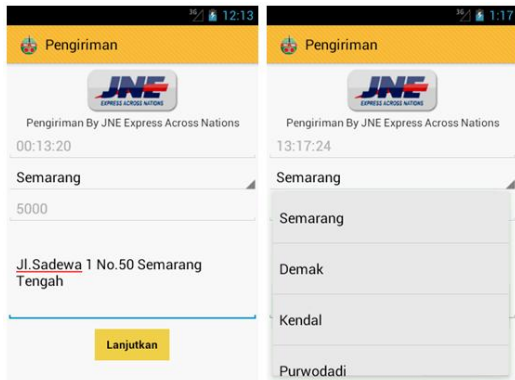 3G 12:13
Pengiriman
JNE
EXPRESS ACROSS NATIONS
Pengiriman By JNE Express Across Nations
00:13:20
Semarang
5000
Jl.Sadewa 1 No.50 Semarang
Tengah
Lanjutkan
3G 1:17
Pengiriman
JNE
EXPRESS ACROSS NATIONS
Pengiriman By JNE Express Across Nations
13:17:24
Semarang
Semarang
Demak
Kendal
Purwodadi